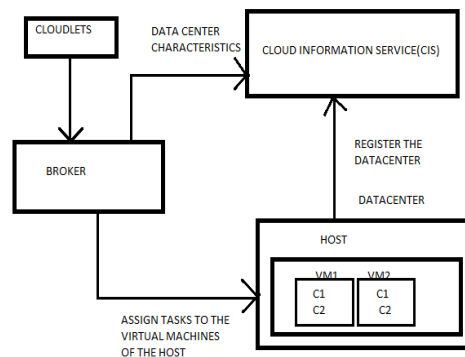 CLOUDLETS
DATA CENTER
CHARACTERISTICS
CLOUD INFORMATION SERVICE(CIS)
BROKER
REGISTER THE
DATACENTER
DATACENTER
HOST
VM1 VM2
C1 C1
C2 C2
ASSIGN TASKS TO THE
VIRTUAL MACHINES
OF THE HOST